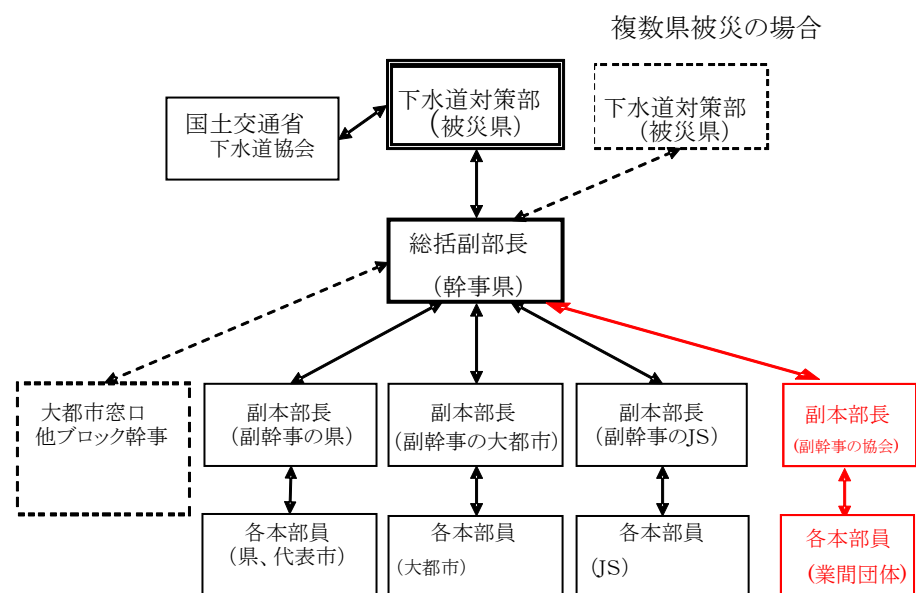 複数県被災の場合
下水道対策部
(被災県)
下水道対策部
(被災県)
国土交通省
下水道協会
総括副部長
(幹事県)
大都市窓口
他ブロック幹事
副本部長
(副幹事の県)
副本部長
(副幹事の大都市)
副本部長
(副幹事のJS)
副本部長
(副幹事の協会)
各本部員
(県、代表市)
各本部員
(大都市)
各本部員
(JS)
各本部員
(業間団体)